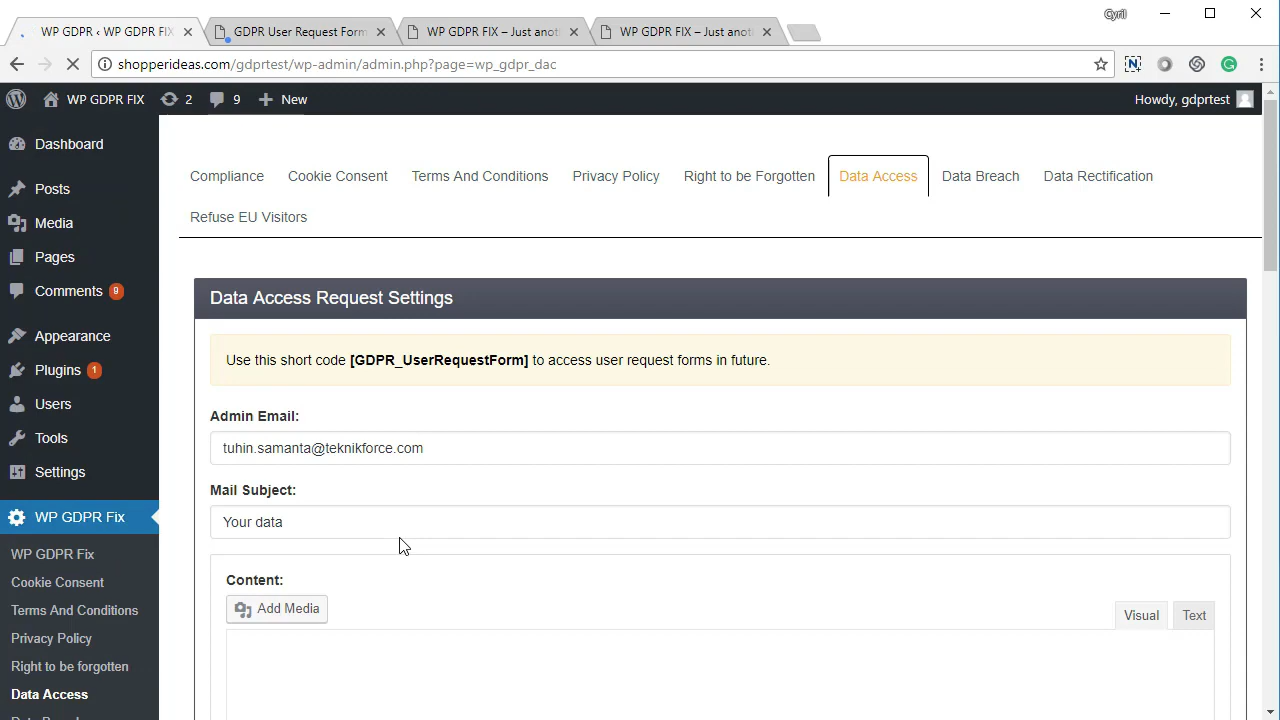 Cyril
WP GDPR ‹ WP GDPR FIX
GDPR User Request Form
WP GDPR FIX – Just anot
WP GDPR FIX – Just anot
shopperideas.com/gdprtest/wp-admin/admin.php?page=wp_gdpr_dac
WP GDPR FIX 2 9 New Howdy, gdprtest
Dashboard
Posts
Media
Pages
Comments 9
Appearance
Plugins 1
Users
Tools
Settings
WP GDPR Fix
WP GDPR Fix
Cookie Consent
Terms And Conditions
Privacy Policy
Right to be forgotten
Data Access
Compliance Cookie Consent Terms And Conditions Privacy Policy Right to be Forgotten Data Access Data Breach Data Rectification
Refuse EU Visitors
Data Access Request Settings
Use this short code [GDPR_UserRequestForm] to access user request forms in future.
Admin Email:
tuhin.samanta@teknikforce.com
Mail Subject:
Your data
Content:
Add Media
Visual Text